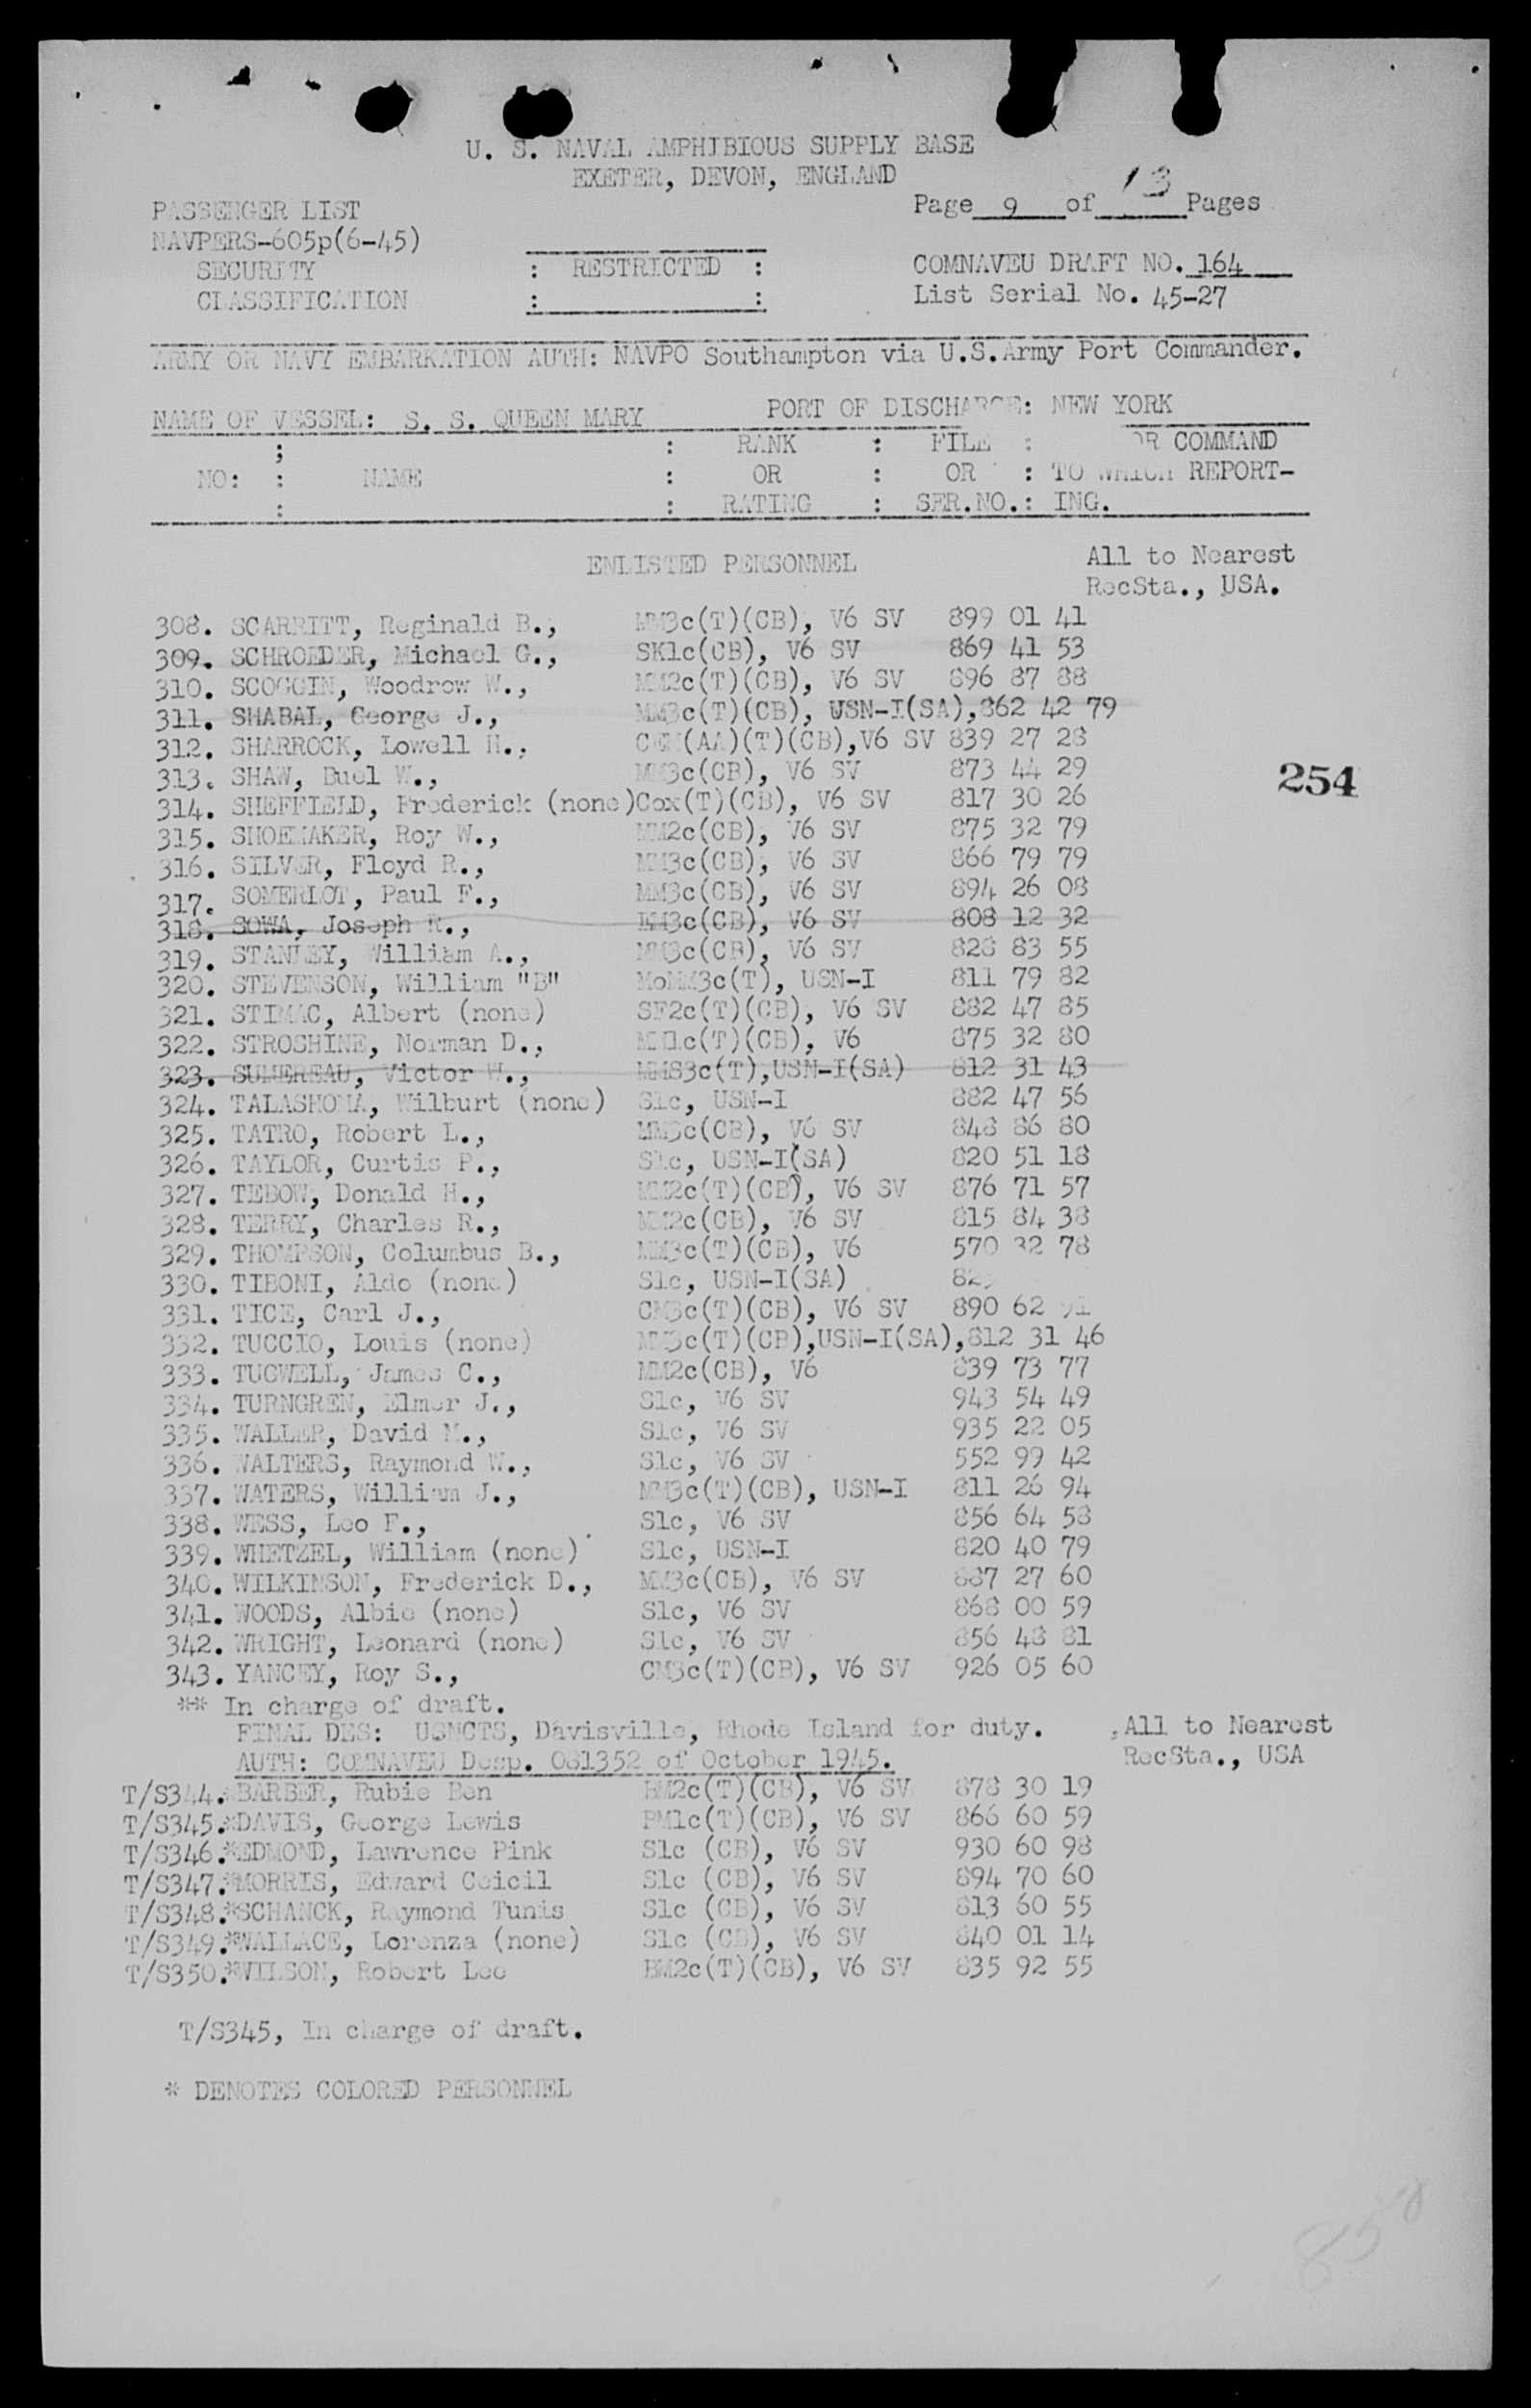 U. S. NAVAL AMPHIBIOUS SUPPLY BASE
EXETER, DEVON, ENGLAND
Page 9 of 13 Pages
PASSENGER LIST
NAVPERS-605p(6-45)
SECURITY : RESTRICTED : COMNAVEU DRAFT NO. 164
CLASSIFICATION : : List Serial No. 45-27
ARMY OR NAVY EMBARKATION AUTH: NAVPO Southampton via U.S.Army Port Commander.
NAME OF VESSEL: S. S. QUEEN MARY PORT OF DISCHARGE: NEW YORK
; : RANK : FILE : OR COMMAND
NO: : NAME : OR : OR : TO WHICH REPORT-
: : RATING : SER.NO.: ING.
ENLISTED PERSONNEL All to Nearest
RecSta., USA.
308. SCARRITT, Reginald B., MM3c(T)(CB), V6 SV 899 01 41
309. SCHROEDER, Michael G., SK1c(CB), V6 SV 869 41 53
310. SCOGGIN, Woodrow W., MM2c(T)(CB), V6 SV 896 87 88
311. SHABAL, George J., MM3c(T)(CB), USN-I(SA),862 42 79
312. SHARROCK, Lowell H., (AA)(T)(CB),V6 SV 839 27 28
313. SHAW, Buel W., MM3c(CB), V6 SV 873 44 29
314. SHEFFIELD, Frederick (none)Cox(T)(CB), V6 SV 817 30 26
315. SHOEMAKER, Roy W., MM2c(CB), V6 SV 875 32 79
316. SILVER, Floyd R., MM3c(CB), V6 SV 866 79 79
317. SOMERLOT, Paul F., MM3c(CB), V6 SV 894 26 08
318. SOWA, Joseph R., EM3c(CB), V6 SV 808 12 32
319. STANLEY, William A., MM3c(CB), V6 SV 828 83 55
320. STEVENSON, William "B" MoMM3c(T), USN-I 811 79 82
321. STIMAC, Albert (none) SF2c(T)(CB), V6 SV 882 47 85
322. STROSHINE, Norman D., MM1c(T)(CB), V6 875 32 80
323. SUMEREAU, Victor W., MMS3c(T),USN-I(SA) 812 31 43
324. TALASHOMA, Wilburt (none) S1c, USN-I 882 47 56
325. TATRO, Robert L., MM3c(CB), V6 SV 848 86 80
326. TAYLOR, Curtis P., S1c, USN-I(SA) 820 51 18
327. TEBOW, Donald H., MM2c(T)(CB), V6 SV 876 71 57
328. TERRY, Charles R., MM2c(CB), V6 SV 815 84 38
329. THOMPSON, Columbus B., MM3c(T)(CB), V6 570 32 78
330. TIBONI, Aldo (none) S1c, USN-I(SA)
331. TICE, Carl J., CM3c(T)(CB), V6 SV 890 62 91
332. TUCCIO, Louis (none) MM3c(T)(CB),USN-I(SA),812 31 46
333. TUGWELL, James C., MM2c(CB), V6 839 73 77
334. TURNGREN, Elmer J., S1c, V6 SV 943 54 49
335. WALLER, David M., S1c, V6 SV 935 22 05
336. WALTERS, Raymond W., S1c, V6 SV 552 99 42
337. WATERS, William J., MM3c(T)(CB), USN-I 811 26 94
338. WESS, Leo F., S1c, V6 SV 856 64 58
339. WHETZEL, William (none) S1c, USN-I 820 40 79
340. WILKINSON, Frederick D., MM3c(CB), V6 SV 887 27 60
341. WOODS, Albie (none) S1c, V6 SV 868 00 59
342. WRIGHT, Leonard (none) S1c, V6 SV 856 48 81
343. YANCEY, Roy S., CM3c(T)(CB), V6 SV 926 05 60
** In charge of draft.
FINAL DES: USNCTS, Davisville, Rhode Island for duty. All to Nearest
AUTH: COMNAVEU Desp. 081352 of October 1945. RecSta., USA
T/S344.*BARBER, Rubie Ben BM2c(T)(CB), V6 SV 878 30 19
T/S345.*DAVIS, George Lewis BM1c(T)(CB), V6 SV 866 60 59
T/S346.*EDMOND, Lawrence Pink S1c (CB), V6 SV 930 60 98
T/S347.*MORRIS, Edward Ceicil S1c (CB), V6 SV 894 70 60
T/S348.*SCHANCK, Raymond Tunis S1c (CB), V6 SV 813 60 55
T/S349.*WALLACE, Lorenza (none) S1c (CB), V6 SV 840 01 14
T/S350.*WILSON, Robert Lee BM2c(T)(CB), V6 SV 835 92 55
T/S345, In charge of draft.
* DENOTES COLORED PERSONNEL
254